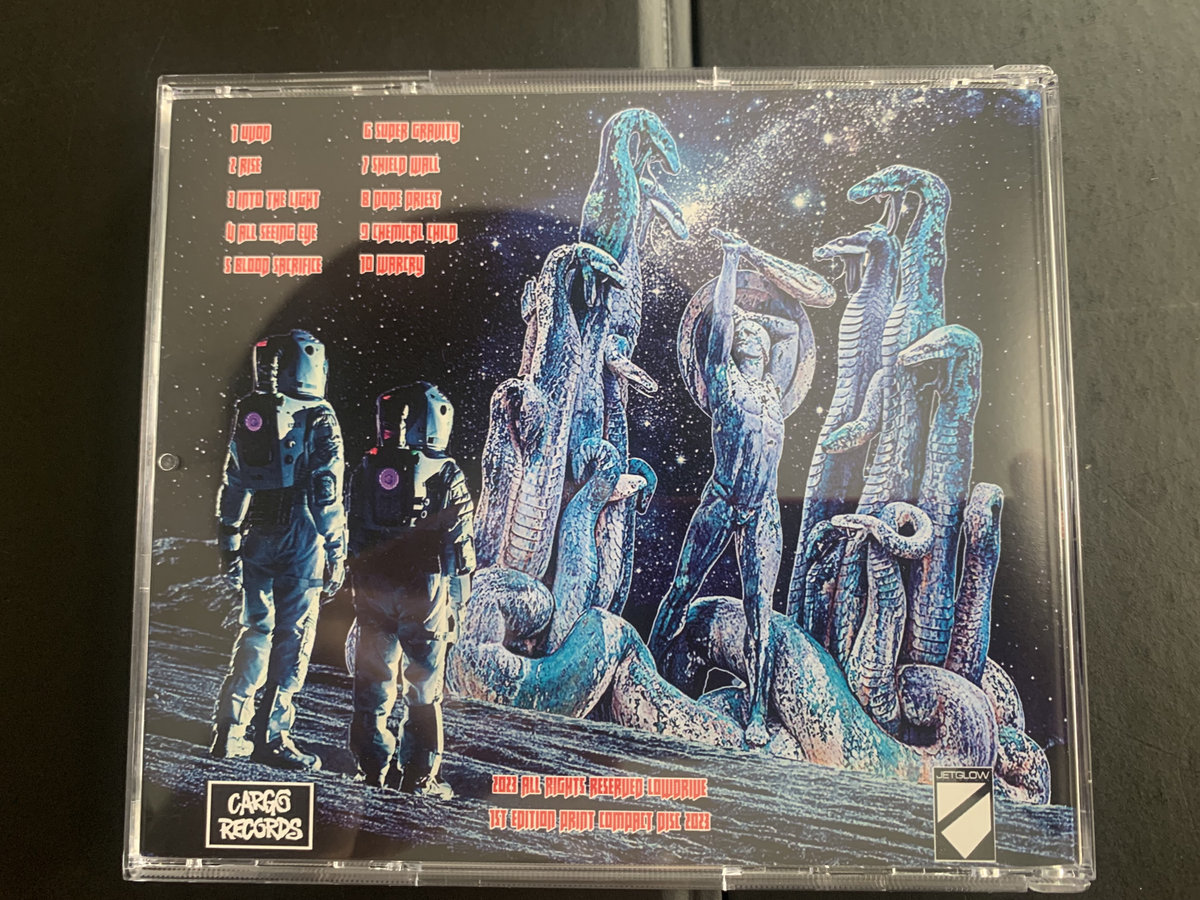 1 UVOD
2 RISE
3 INTO THE LIGHT
4 ALL SEEING EYE
5 BLOOD SACRIFICE
6 SUPER GRAVITY
7 SHIELD WALL
8 DOPE PRIEST
9 CHEMICAL CHILD
10 WARCRY
2023 ALL RIGHTS RESERVED LOWDRIVE
1ST EDITION PRINT COMPACT DISC 2023
CARGO
RECORDS
JETGLOW